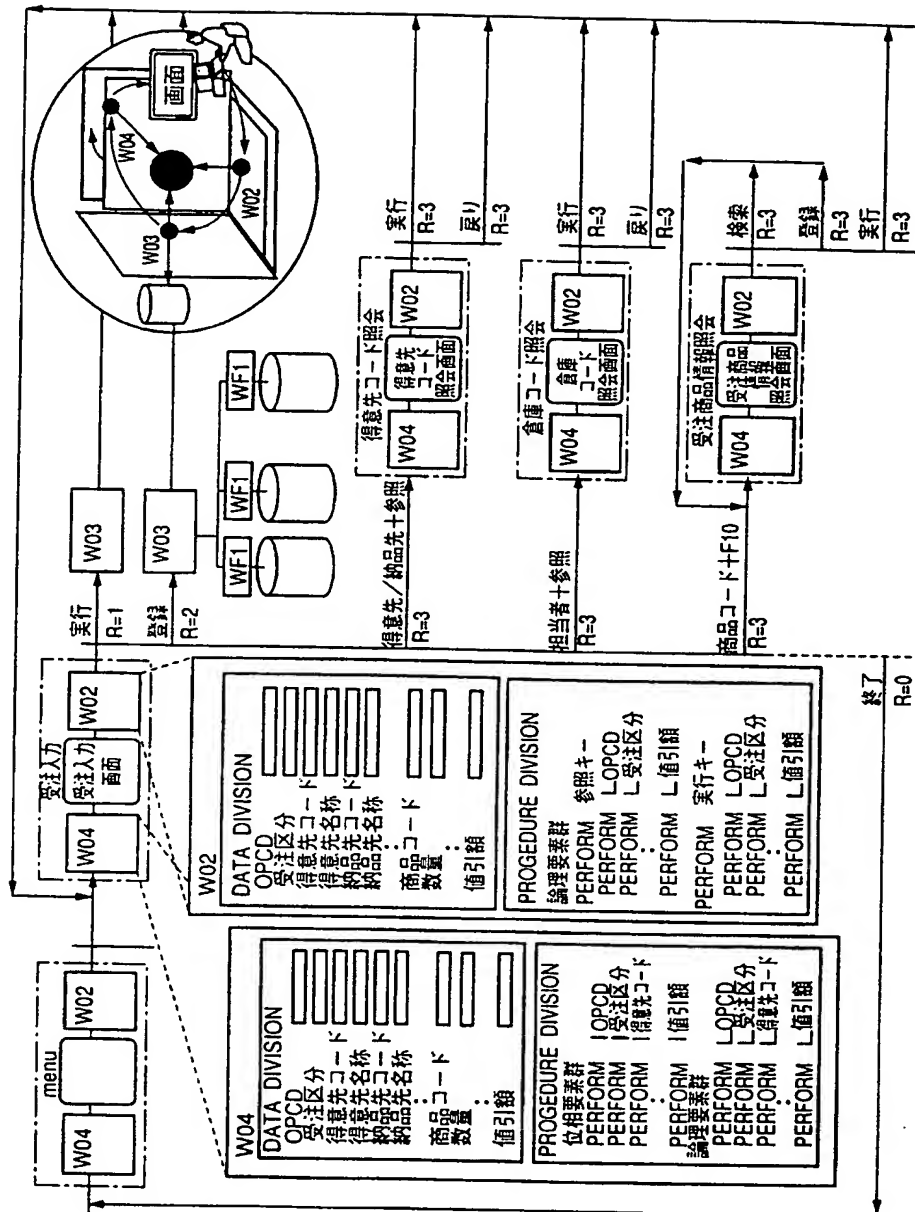 menu
W04
W02
受注入力
W04
受注入力
画面
W02
実行
R=1
W03
登録
R=2
W03
WF1
WF1
WF1
W04
W03
W02
画面
得意先/納品先+参照
R=3
得意先コード照会
W04
得意先
コード
照会画面
W02
実行
R=3
戻り
R=3
担当者+参照
R=3
倉庫コード照会
W04
倉庫
コード
照会画面
W02
実行
R=3
戻り
R=3
商品コード+F10
R=3
受注商品情報照会
W04
受注商品
情報
照会画面
W02
検索
R=3
登録
R=3
実行
R=3
終了
R=0
W04
DATA DIVISION
OPCD
受注区分
得意先コード
得意先名称
納品先コード
納品先名称
:
商品コード
数量
:
値引額
PROGEDURE DIVISION
位相要素群
PERFORM I OPCD
PERFORM I 受注区分
PERFORM I 得意先コード
:
PERFORM I 値引額
論理要素群
PERFORM L OPCD
PERFORM L 受注区分
PERFORM L 得意先コード
:
PERFORM L 値引額
W02
DATA DIVISION
OPCD
受注区分
得意先コード
得意先名称
納品先コード
納品先名称
:
商品コード
数量
:
値引額
PROGEDURE DIVISION
論理要素群
PERFORM 参照キー
PERFORM L OPCD
PERFORM L 受注区分
:
PERFORM L 値引額
PERFORM 実行キー
PERFORM L OPCD
PERFORM L 受注区分
:
PERFORM L 値引額